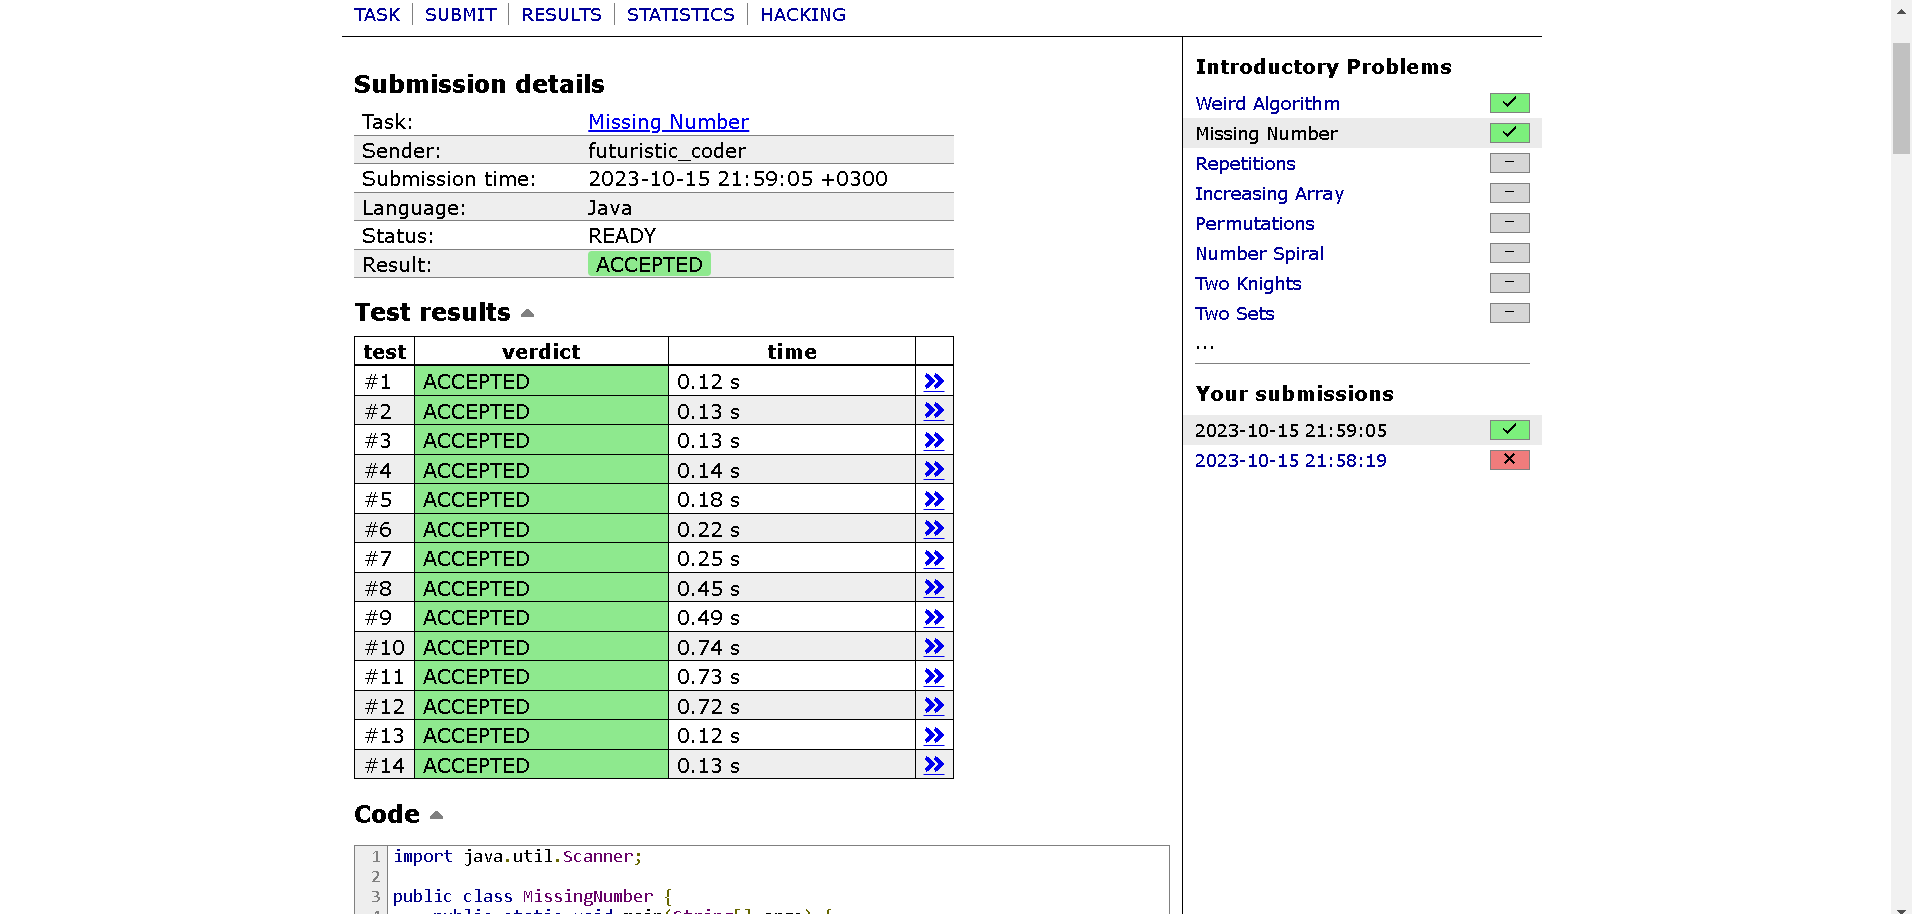 TASK | SUBMIT | RESULTS | STATISTICS | HACKING
Submission details
Task: Missing Number
Sender: futuristic_coder
Submission time: 2023-10-15 21:59:05 +0300
Language: Java
Status: READY
Result: ACCEPTED
Test results
test verdict time
#1 ACCEPTED 0.12 s »
#2 ACCEPTED 0.13 s »
#3 ACCEPTED 0.13 s »
#4 ACCEPTED 0.14 s »
#5 ACCEPTED 0.18 s »
#6 ACCEPTED 0.22 s »
#7 ACCEPTED 0.25 s »
#8 ACCEPTED 0.45 s »
#9 ACCEPTED 0.49 s »
#10 ACCEPTED 0.74 s »
#11 ACCEPTED 0.73 s »
#12 ACCEPTED 0.72 s »
#13 ACCEPTED 0.12 s »
#14 ACCEPTED 0.13 s »
Code
1 import java.util.Scanner;
2
3 public class MissingNumber {
4 public static void main(String[] args) {
Introductory Problems
Weird Algorithm ✓
Missing Number ✓
Repetitions –
Increasing Array –
Permutations –
Number Spiral –
Two Knights –
Two Sets –
...
Your submissions
2023-10-15 21:59:05 ✓
2023-10-15 21:58:19 ×